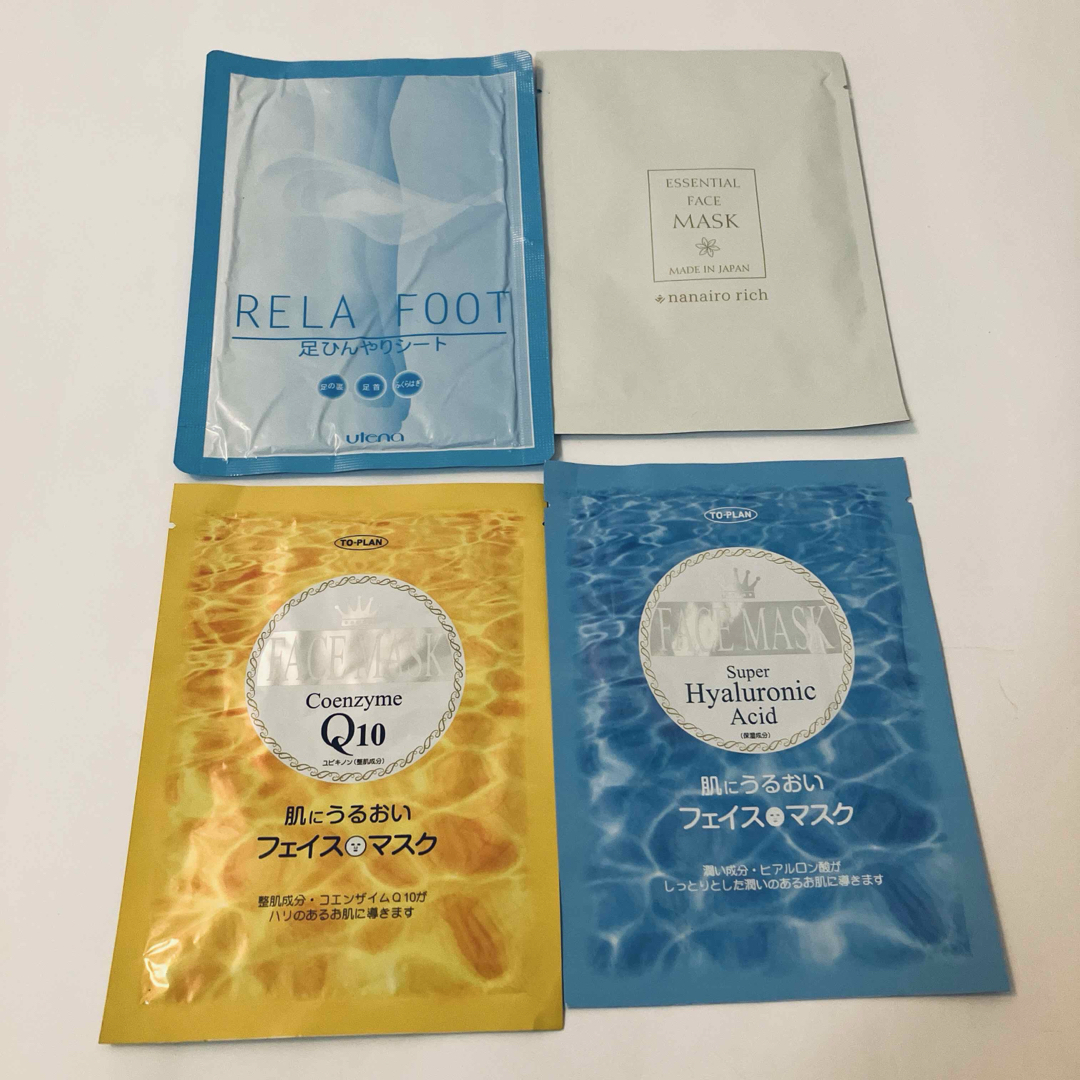 RELA FOOT
足ひんやりシート
足の裏
足首
ふくらはぎ
utena
ESSENTIAL
FACE
MASK
MADE IN JAPAN
nanairo rich
TO-PLAN
FACE MASK
Coenzyme
Q10
ユビキノン(整肌成分)
肌にうるおい
フェイスマスク
整肌成分・コエンザイムQ10が
ハリのあるお肌に導きます
TO-PLAN
FACE MASK
Super
Hyaluronic
Acid
(保湿成分)
肌にうるおい
フェイスマスク
潤い成分・ヒアルロン酸が
しっとりとした潤いのあるお肌に導きます